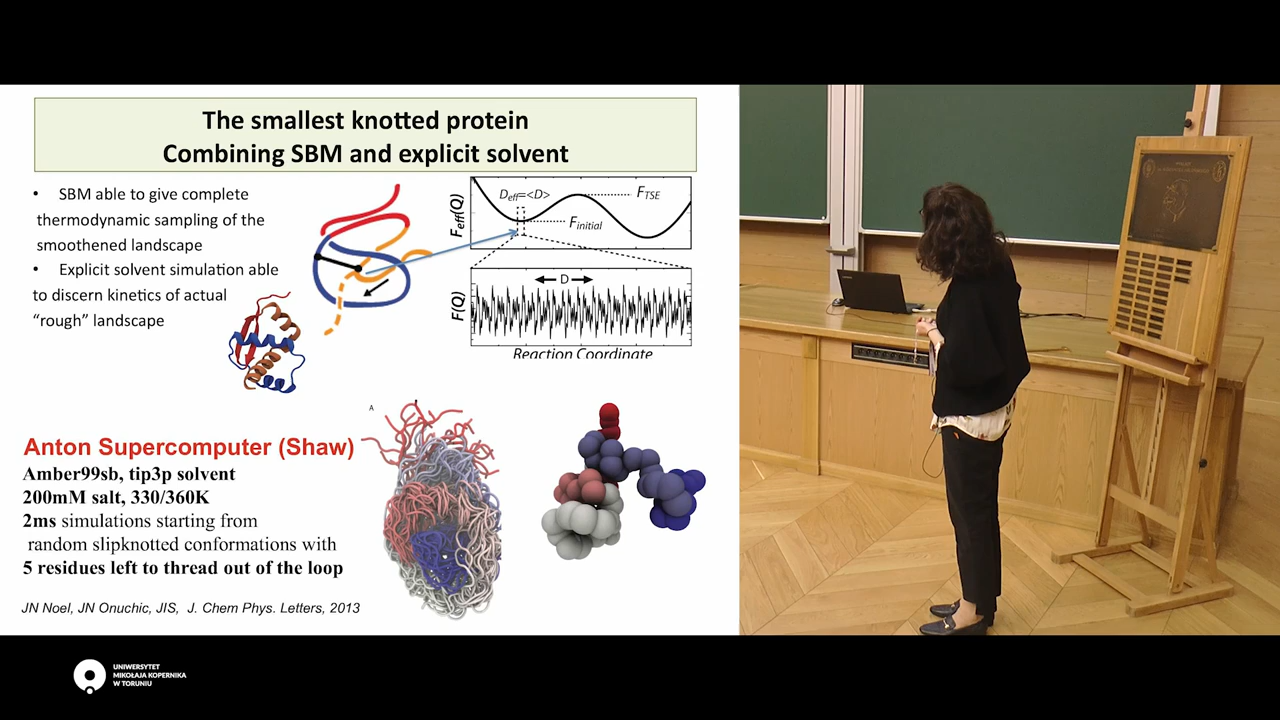 The smallest knotted protein
Combining SBM and explicit solvent
• SBM able to give complete
thermodynamic sampling of the
smoothened landscape
• Explicit solvent simulation able
to discern kinetics of actual
“rough” landscape
F_eff(Q)
D_eff=<D>
F_TSE
F_initial
F(Q)
D
Reaction Coordinate
A
Anton Supercomputer (Shaw)
Amber99sb, tip3p solvent
200mM salt, 330/360K
2ms simulations starting from
random slipknotted conformations with
5 residues left to thread out of the loop
JN Noel, JN Onuchic, JIS, J. Chem Phys. Letters, 2013
UNIWERSYTET
MIKOŁAJA KOPERNIKA
W TORUNIU